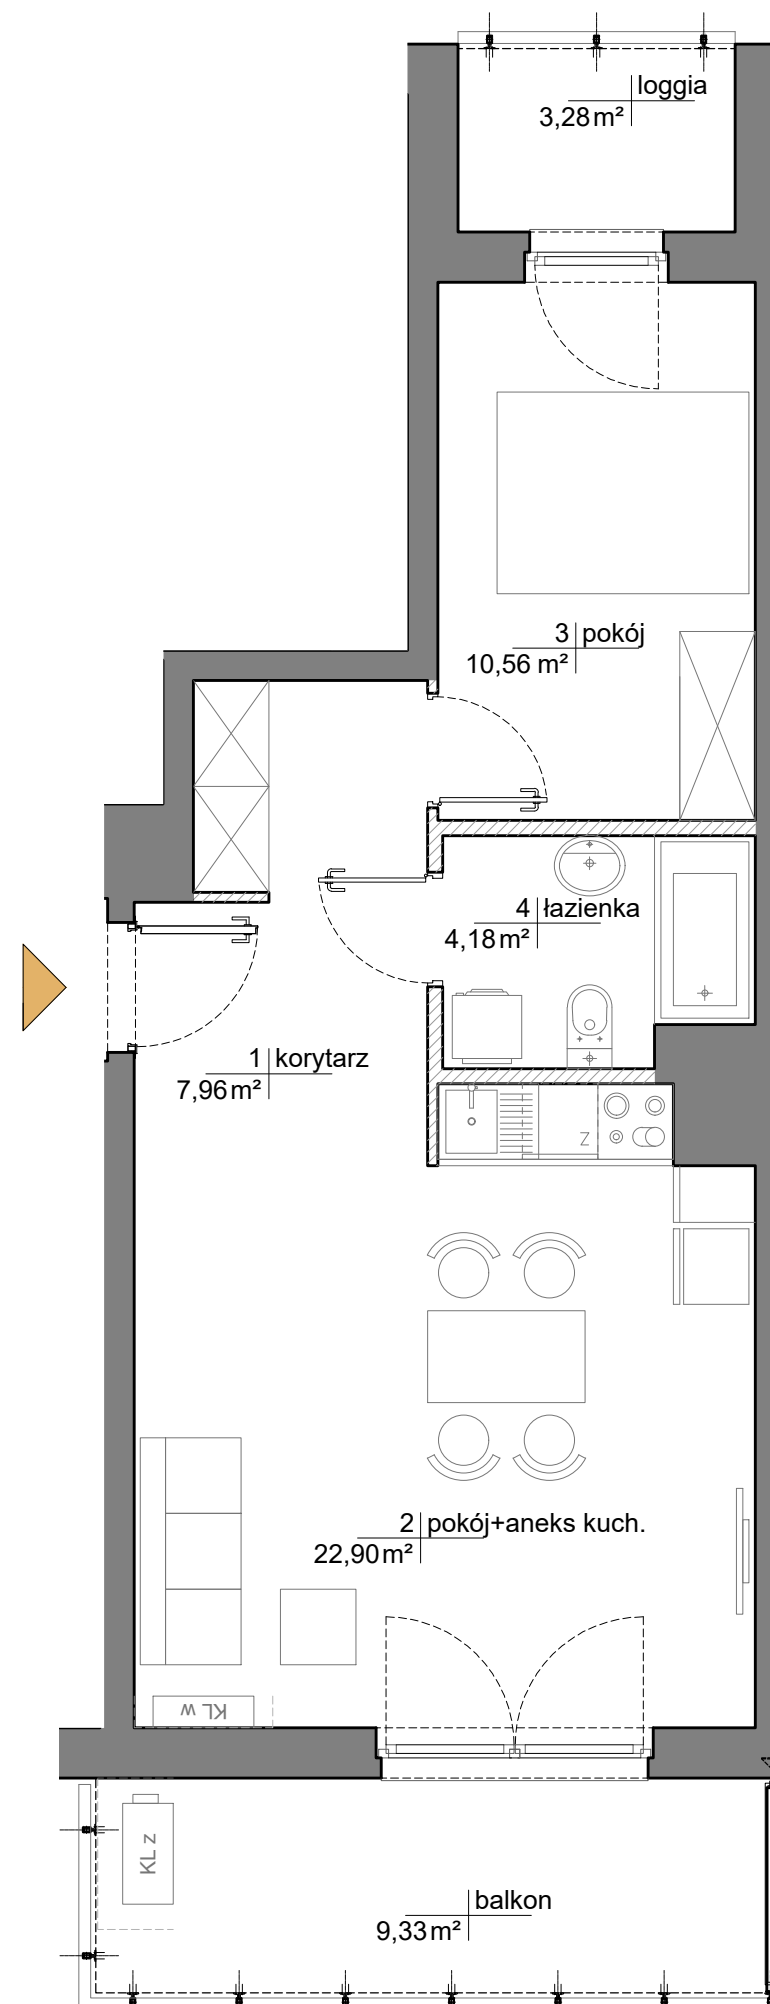 loggia
3,28 m²
3 pokój
10,56 m²
4 łazienka
4,18 m²
1 korytarz
7,96 m²
Z
2 pokój+aneks kuch.
22,90 m²
KL w
KL z
balkon
9,33 m²